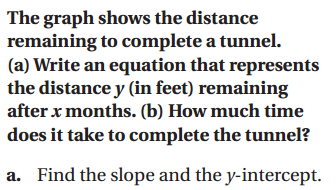 The graph shows the distance
remaining to complete a tunnel.
(a) Write an equation that represents
the distance y (in feet) remaining
after x months. (b) How much time
does it take to complete the tunnel?
a. Find the slope and the y-intercept.